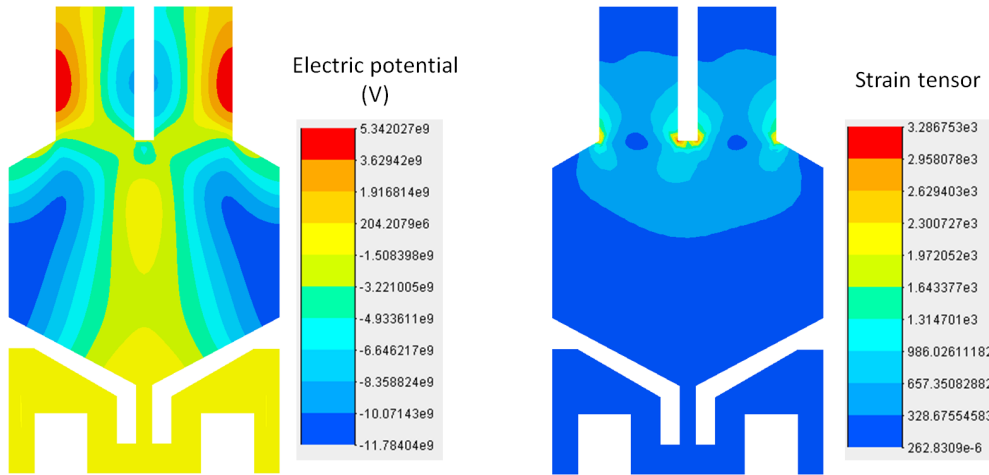 Electric potential
(V)
5.342027e9
3.62942e9
1.916814e9
204.2079e6
-1.508398e9
-3.221005e9
-4.933611e9
-6.646217e9
-8.358824e9
-10.07143e9
-11.78404e9
Strain tensor
3.286753e3
2.958078e3
2.629403e3
2.300727e3
1.972052e3
1.643377e3
1.314701e3
986.02611182
657.35082882
328.67554583
262.8309e-6